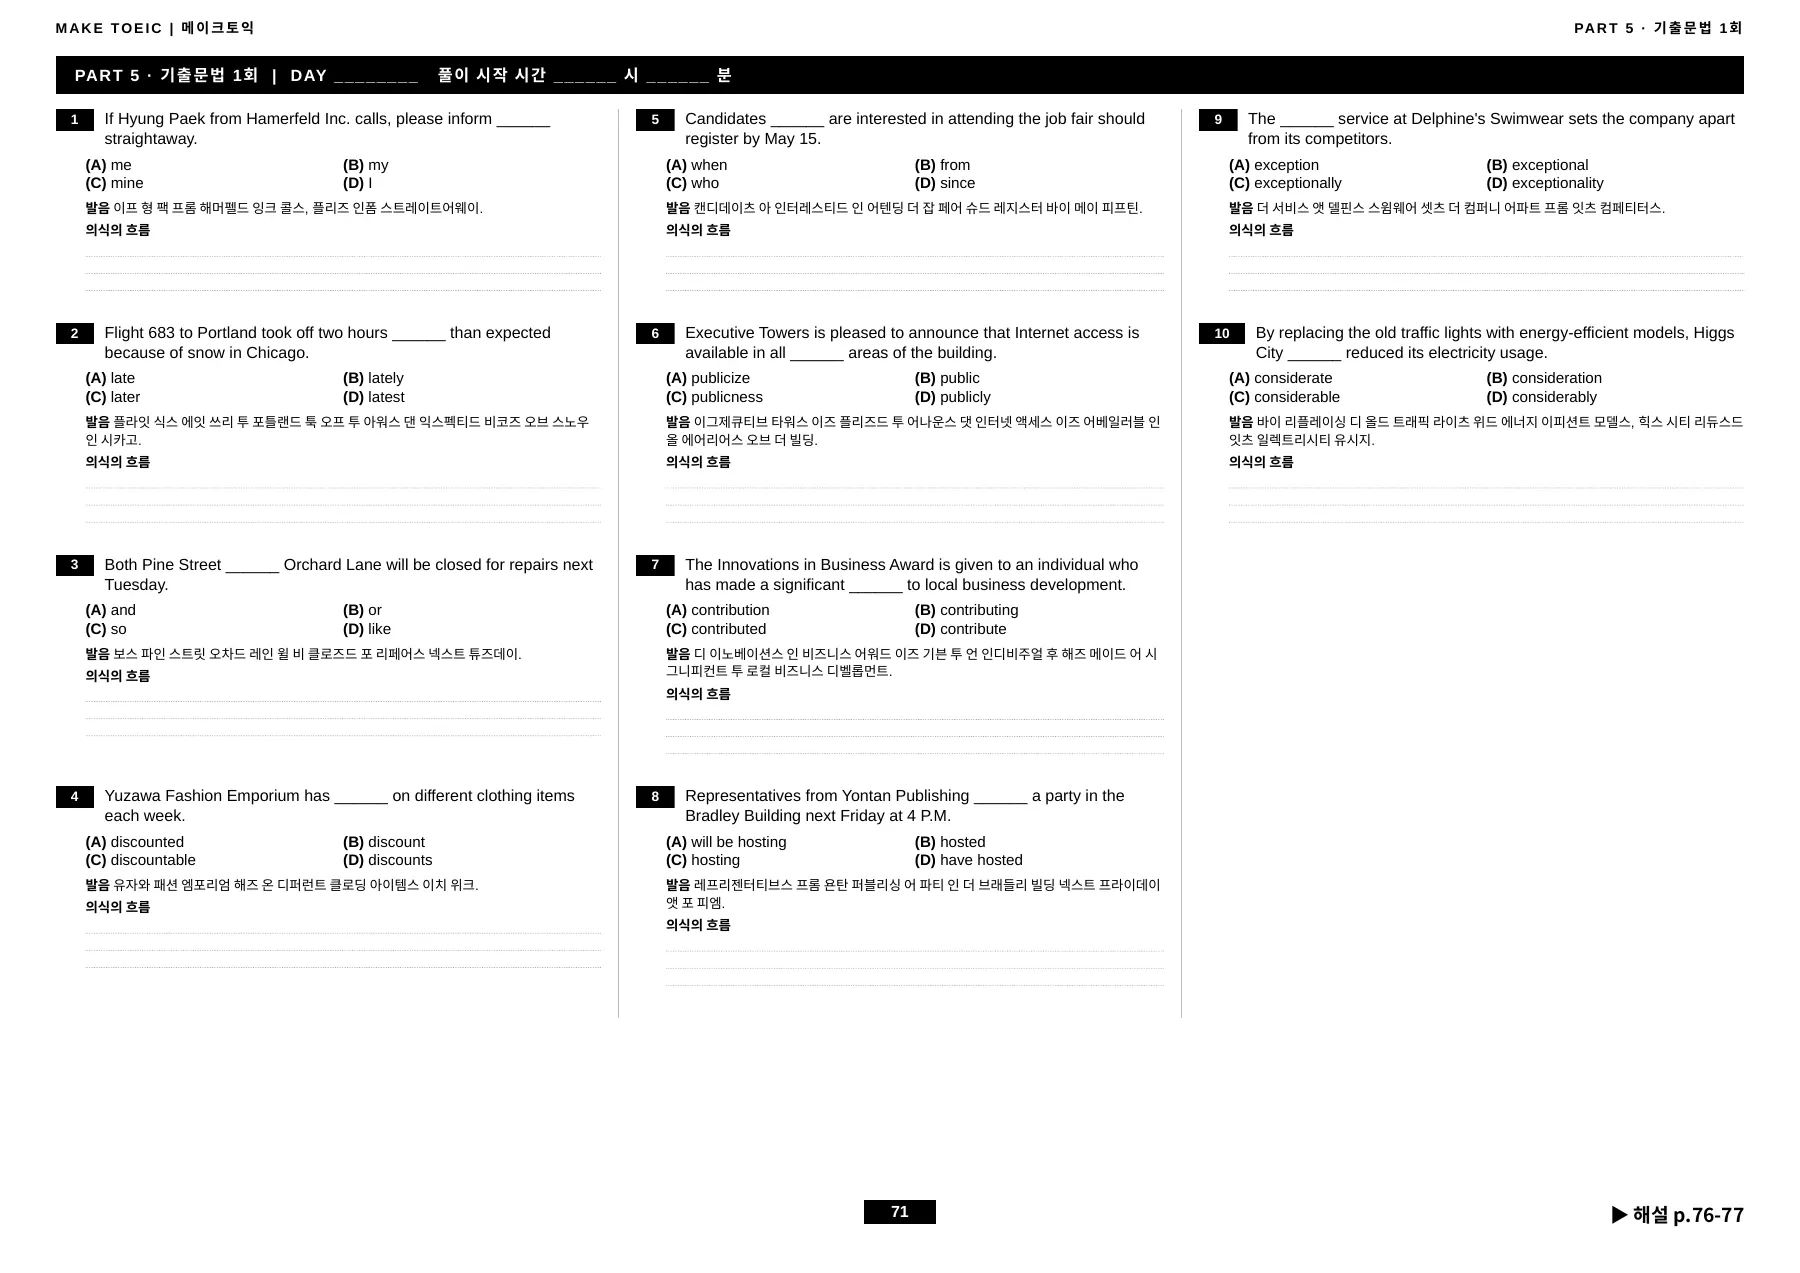 MAKE TOEIC | 메이크토익
PART 5 · 기출문법 1회
PART 5 · 기출문법 1회 | DAY ________ 풀이 시작 시간 ______ 시 ______ 분
1 If Hyung Paek from Hamerfeld Inc. calls, please inform ______
straightaway.
(A) me (B) my
(C) mine (D) I
발음 이프 형 팩 프롬 해머펠드 잉크 콜스, 플리즈 인폼 스트레이트어웨이.
의식의 흐름
2 Flight 683 to Portland took off two hours ______ than expected
because of snow in Chicago.
(A) late (B) lately
(C) later (D) latest
발음 플라잇 식스 에잇 쓰리 투 포틀랜드 툭 오프 투 아워스 댄 익스펙티드 비코즈 오브 스노우
인 시카고.
의식의 흐름
3 Both Pine Street ______ Orchard Lane will be closed for repairs next
Tuesday.
(A) and (B) or
(C) so (D) like
발음 보스 파인 스트릿 오차드 레인 윌 비 클로즈드 포 리페어스 넥스트 튜즈데이.
의식의 흐름
4 Yuzawa Fashion Emporium has ______ on different clothing items
each week.
(A) discounted (B) discount
(C) discountable (D) discounts
발음 유자와 패션 엠포리엄 해즈 온 디퍼런트 클로딩 아이템스 이치 위크.
의식의 흐름
5 Candidates ______ are interested in attending the job fair should
register by May 15.
(A) when (B) from
(C) who (D) since
발음 캔디데이츠 아 인터레스티드 인 어텐딩 더 잡 페어 슈드 레지스터 바이 메이 피프틴.
의식의 흐름
6 Executive Towers is pleased to announce that Internet access is
available in all ______ areas of the building.
(A) publicize (B) public
(C) publicness (D) publicly
발음 이그제큐티브 타워스 이즈 플리즈드 투 어나운스 댓 인터넷 액세스 이즈 어베일러블 인
올 에어리어스 오브 더 빌딩.
의식의 흐름
7 The Innovations in Business Award is given to an individual who
has made a significant ______ to local business development.
(A) contribution (B) contributing
(C) contributed (D) contribute
발음 디 이노베이션스 인 비즈니스 어워드 이즈 기븐 투 언 인디비주얼 후 해즈 메이드 어 시
그니피컨트 투 로컬 비즈니스 디벨롭먼트.
의식의 흐름
8 Representatives from Yontan Publishing ______ a party in the
Bradley Building next Friday at 4 P.M.
(A) will be hosting (B) hosted
(C) hosting (D) have hosted
발음 레프리젠터티브스 프롬 욘탄 퍼블리싱 어 파티 인 더 브래들리 빌딩 넥스트 프라이데이
앳 포 피엠.
의식의 흐름
9 The ______ service at Delphine's Swimwear sets the company apart
from its competitors.
(A) exception (B) exceptional
(C) exceptionally (D) exceptionality
발음 더 서비스 앳 델핀스 스윔웨어 셋츠 더 컴퍼니 어파트 프롬 잇츠 컴페티터스.
의식의 흐름
10 By replacing the old traffic lights with energy-efficient models, Higgs
City ______ reduced its electricity usage.
(A) considerate (B) consideration
(C) considerable (D) considerably
발음 바이 리플레이싱 디 올드 트래픽 라이츠 위드 에너지 이피션트 모델스, 힉스 시티 리듀스드
잇츠 일렉트리시티 유시지.
의식의 흐름
71
▶ 해설 p.76-77